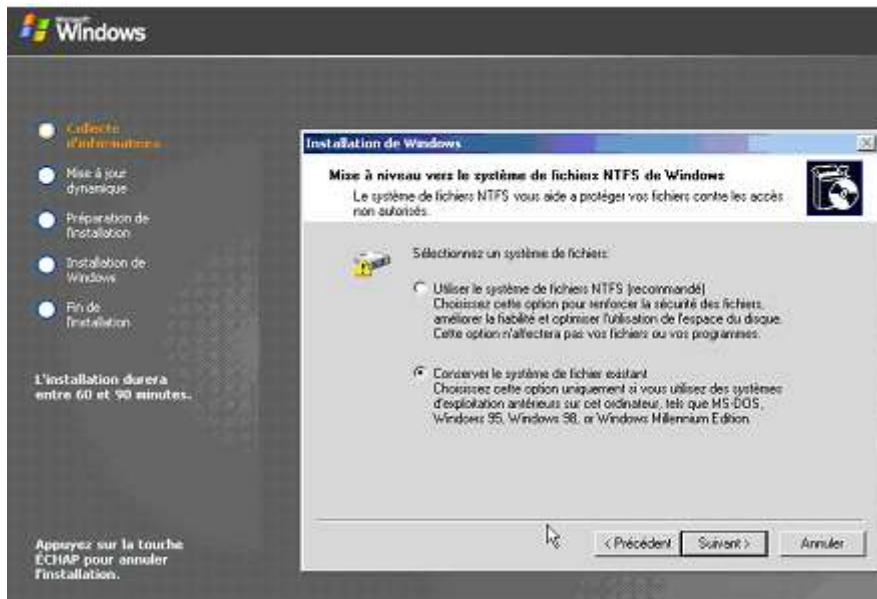 Microsoft
Windows
Collecte
d'informations
Mise à jour
dynamique
Préparation de
l'installation
Installation de
Windows
Fin de
l'installation
L'installation durera
entre 60 et 90 minutes.
Appuyez sur la touche
ÉCHAP pour annuler
l'installation.
Installation de Windows
Mise à niveau vers le système de fichiers NTFS de Windows
Le système de fichiers NTFS vous aide a protéger vos fichiers contre les accès
non autorisés.
Sélectionnez un système de fichiers:
Utiliser le système de fichiers NTFS (recommandé)
Choisissez cette option pour renforcer la sécurité des fichiers,
améliorer la fiabilité et optimiser l'utilisation de l'espace du disque.
Cette option n'affectera pas vos fichiers ou vos programmes.
Conserver le système de fichier existant
Choisissez cette option uniquement si vous utilisez des systèmes
d'exploitation antérieurs sur cet ordinateur, tels que MS-DOS,
Windows 95, Windows 98, or Windows Millennium Edition.
< Précédent
Suivant >
Annuler